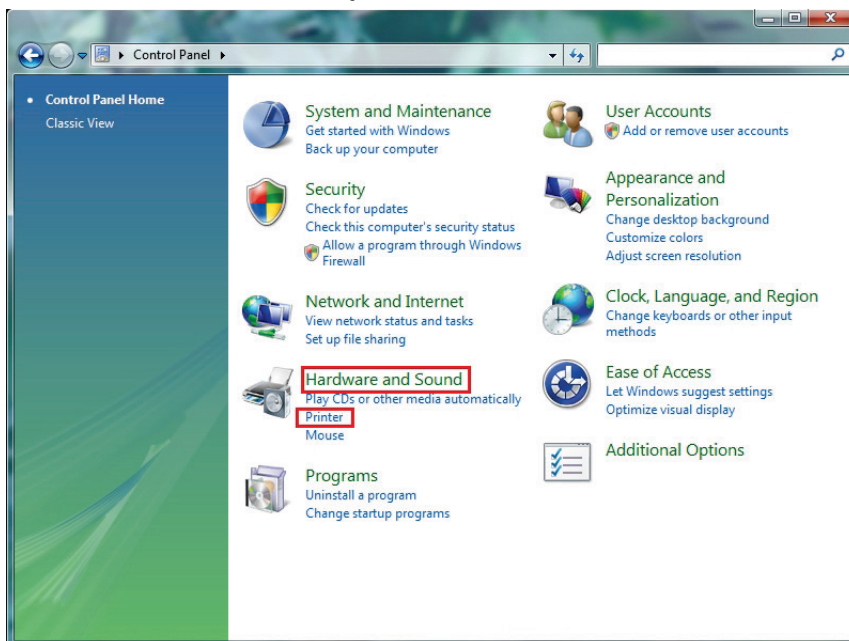 Control Panel
Control Panel Home
Classic View
System and Maintenance
Get started with Windows
Back up your computer
Security
Check for updates
Check this computer's security status
Allow a program through Windows
Firewall
Network and Internet
View network status and tasks
Set up file sharing
Hardware and Sound
Play CDs or other media automatically
Printer
Mouse
Programs
Uninstall a program
Change startup programs
User Accounts
Add or remove user accounts
Appearance and
Personalization
Change desktop background
Customize colors
Adjust screen resolution
Clock, Language, and Region
Change keyboards or other input
methods
Ease of Access
Let Windows suggest settings
Optimize visual display
Additional Options